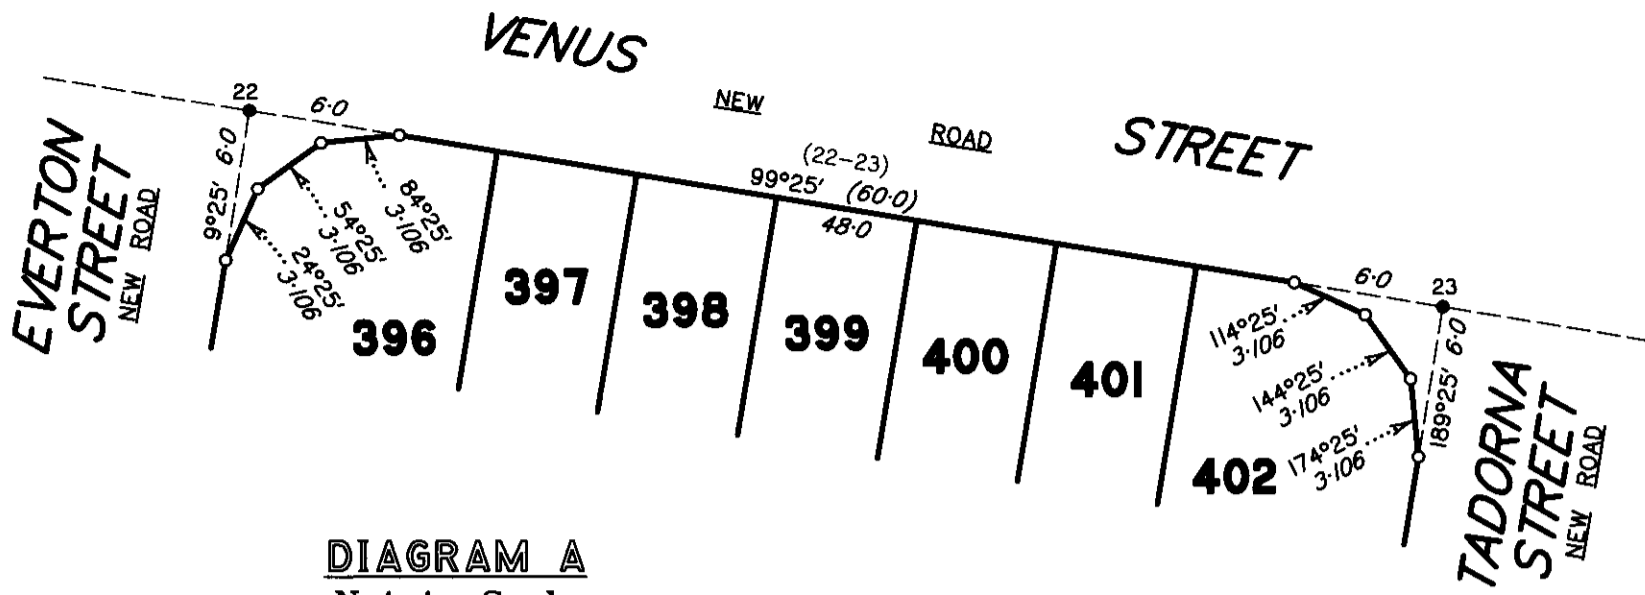 VENUS
STREET
NEW
ROAD
22
6·0
6·0
9°25'
EVERTON
STREET
NEW ROAD
84°25'
3·106
54°25'
3·106
24°25'
3·106
(22-23)
99°25' (60·0)
48·0
396
397
398
399
400
401
402
6·0
23
6·0
189°25'
114°25'
3·106
144°25'
3·106
174°25'
3·106
TADORNA
STREET
NEW ROAD
DIAGRAM A